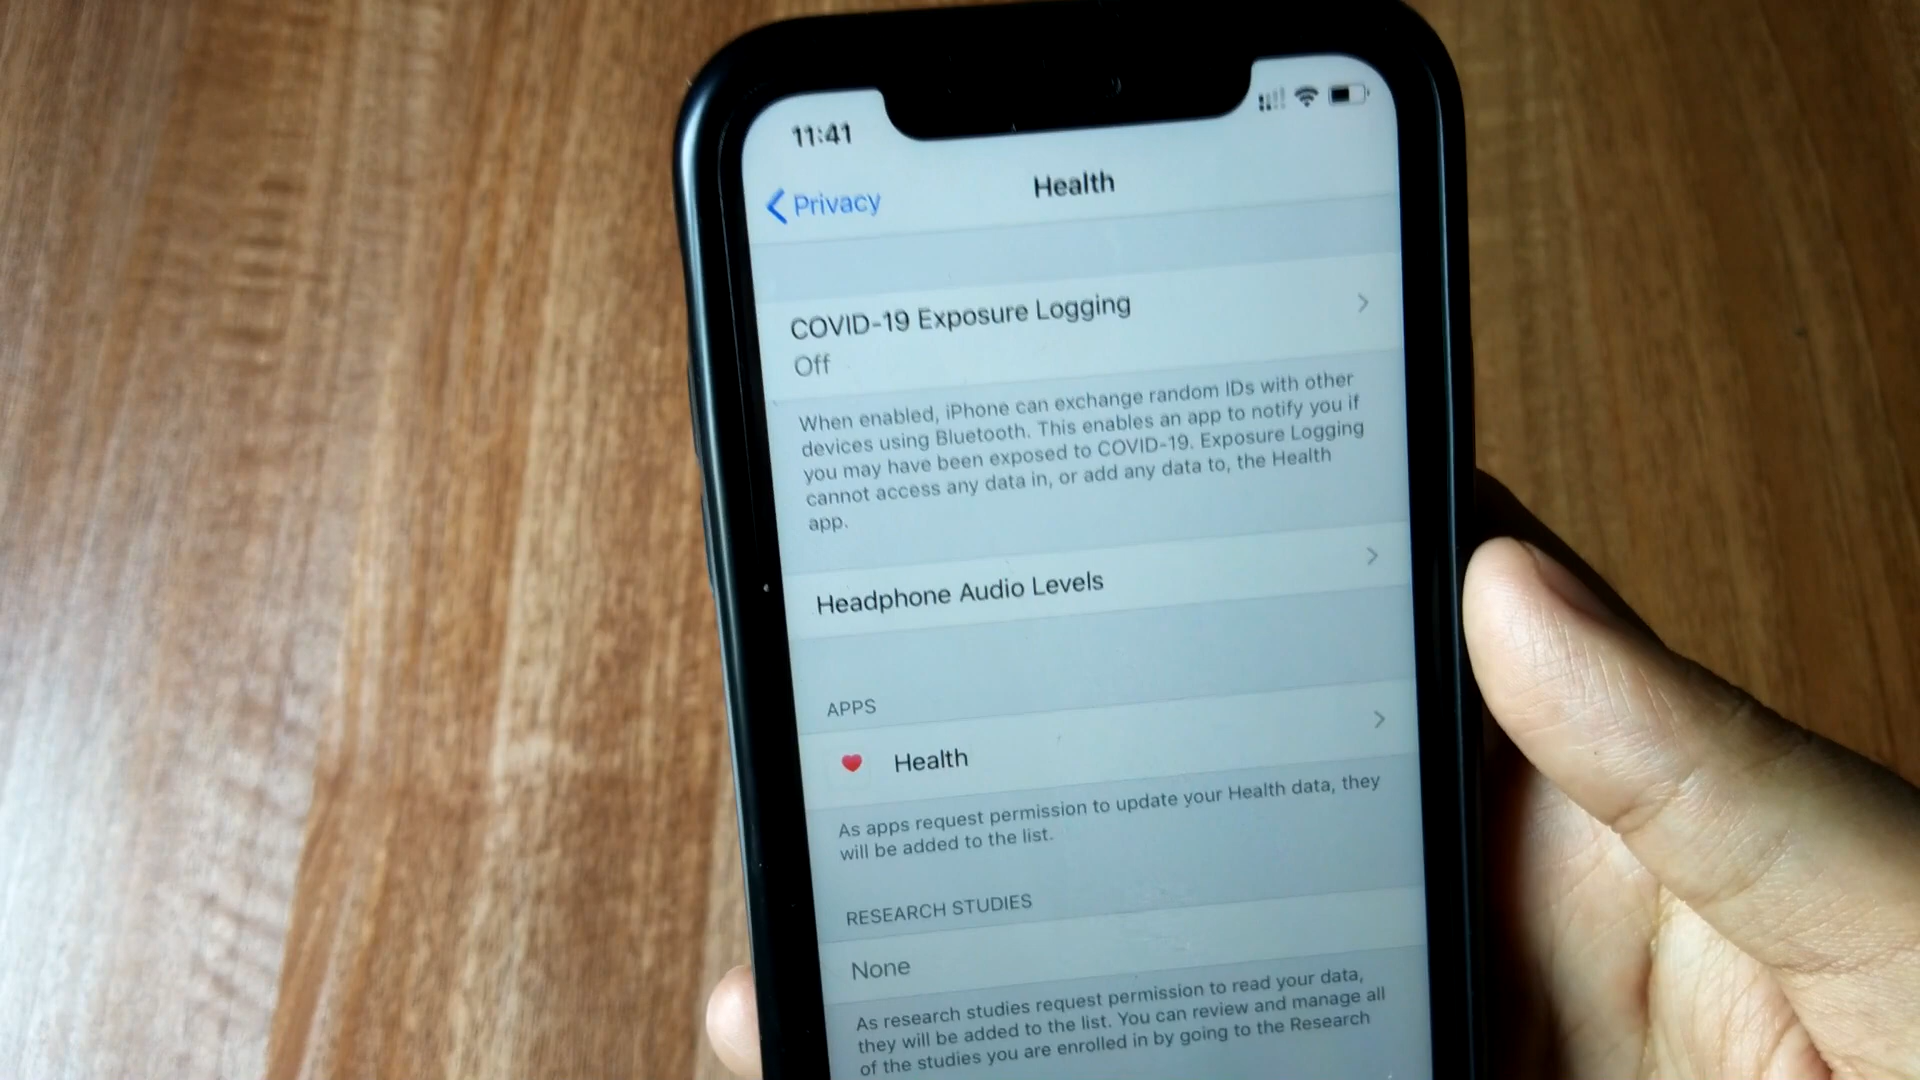 11:41
Privacy
Health
COVID-19 Exposure Logging
Off
When enabled, iPhone can exchange random IDs with other
devices using Bluetooth. This enables an app to notify you if
you may have been exposed to COVID-19. Exposure Logging
cannot access any data in, or add any data to, the Health
app.
Headphone Audio Levels
APPS
Health
As apps request permission to update your Health data, they
will be added to the list.
RESEARCH STUDIES
None
As research studies request permission to read your data,
they will be added to the list. You can review and manage all
of the studies you are enrolled in by going to the Research